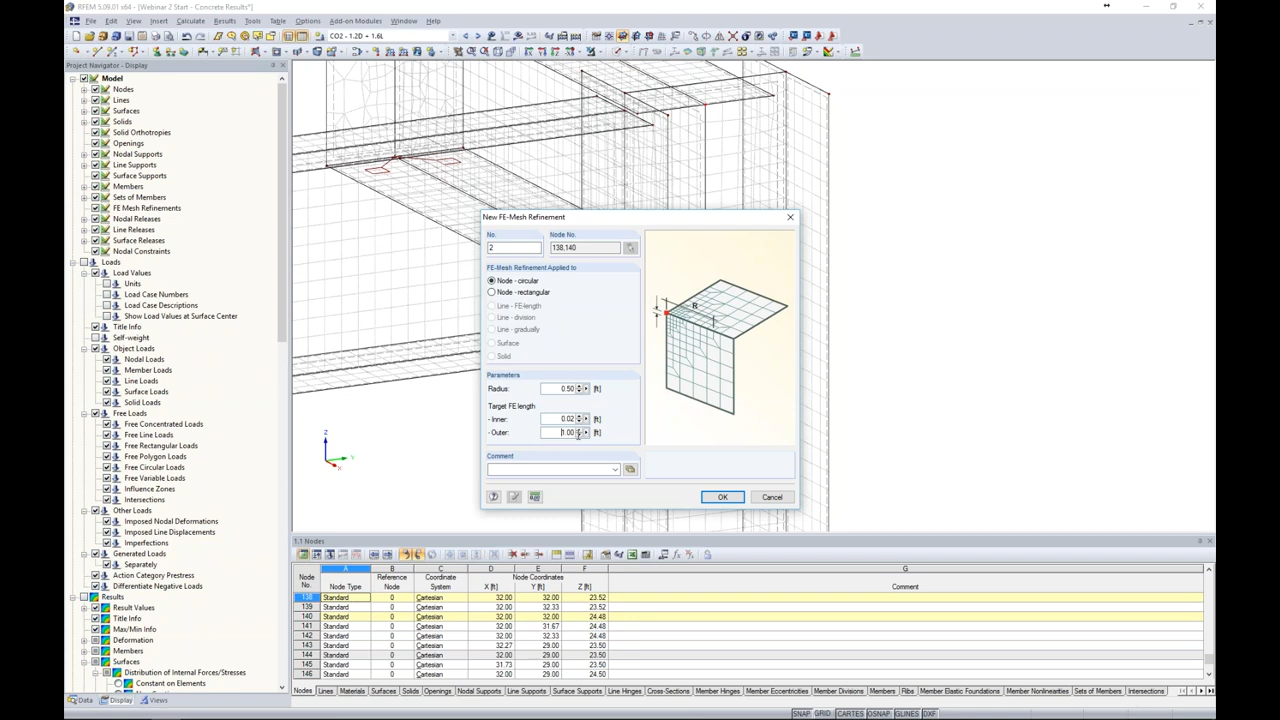 RFEM 5.09.01 x64 - [Webinar 2 Start - Concrete Results*]
File Edit View Insert Calculate Results Tools Table Options Add-on Modules Window Help
CO2 - 1.2D + 1.6L
Project Navigator - Display
Model
Nodes
Lines
Surfaces
Solids
Solid Orthotropies
Openings
Nodal Supports
Line Supports
Surface Supports
Members
Sets of Members
FE Mesh Refinements
Nodal Releases
Line Releases
Surface Releases
Nodal Constraints
Loads
Load Values
Units
Load Case Numbers
Load Case Descriptions
Show Load Values at Surface Center
Title Info
Self-weight
Object Loads
Nodal Loads
Member Loads
Line Loads
Surface Loads
Solid Loads
Free Loads
Free Concentrated Loads
Free Line Loads
Free Rectangular Loads
Free Polygon Loads
Free Circular Loads
Free Variable Loads
Influence Zones
Intersections
Other Loads
Imposed Nodal Deformations
Imposed Line Displacements
Imperfections
Generated Loads
Separately
Action Category Prestress
Differentiate Negative Loads
Results
Result Values
Title Info
Max/Min Info
Deformation
Members
Surfaces
Distribution of Internal Forces/Stresses
Constant on Elements
Data Display Views
Z
Y
X
New FE-Mesh Refinement
No. Node No.
2 138,140
FE-Mesh Refinement Applied to
Node - circular
Node - rectangular
Line - FE-length
Line - division
Line - gradually
Surface
Solid
Parameters
Radius: 0.50 [ft]
Target FE length
- Inner: 0.02 [ft]
- Outer: 1.00 [ft]
Comment
R
OK Cancel
1.1 Nodes
A B C D E F G
Node No. Node Type Reference Node Coordinate System Node Coordinates X [ft] Y [ft] Z [ft] Comment
138 Standard 0 Cartesian 32.00 32.00 23.52
139 Standard 0 Cartesian 32.00 32.33 23.52
140 Standard 0 Cartesian 32.00 32.00 24.48
141 Standard 0 Cartesian 32.00 31.67 24.48
142 Standard 0 Cartesian 32.00 32.33 24.48
143 Standard 0 Cartesian 32.27 29.00 23.50
144 Standard 0 Cartesian 32.00 29.00 23.50
145 Standard 0 Cartesian 31.73 29.00 23.50
146 Standard 0 Cartesian 32.00 29.00 24.50
Nodes Lines Materials Surfaces Solids Openings Nodal Supports Line Supports Surface Supports Line Hinges Cross-Sections Member Hinges Member Eccentricities Member Divisions Members Ribs Member Elastic Foundations Member Nonlinearities Sets of Members Intersections
SNAP GRID CARTES OSNAP GLINES DXF